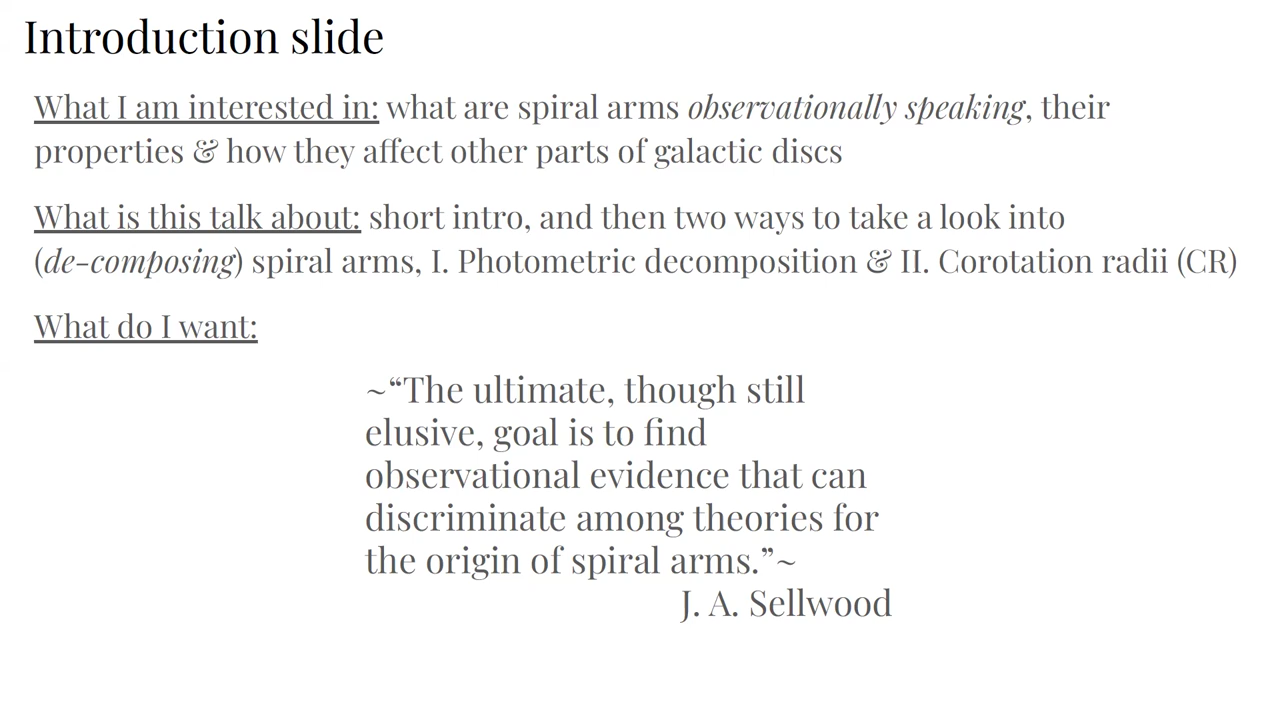 Introduction slide
What I am interested in: what are spiral arms observationally speaking, their
properties & how they affect other parts of galactic discs
What is this talk about: short intro, and then two ways to take a look into
(de-composing) spiral arms, I. Photometric decomposition & II. Corotation radii (CR)
What do I want:
~“The ultimate, though still
elusive, goal is to find
observational evidence that can
discriminate among theories for
the origin of spiral arms.”~
J. A. Sellwood